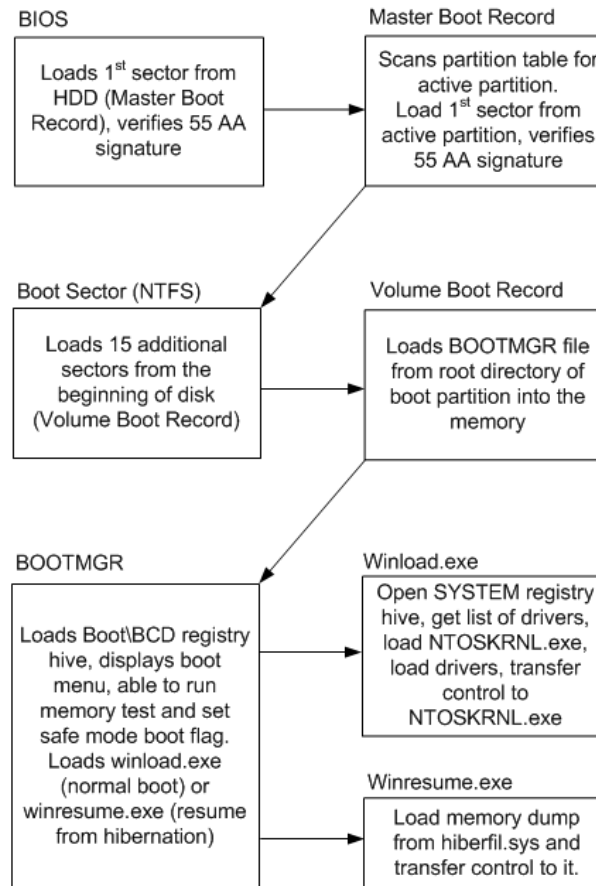 BIOS
Loads 1st sector from
HDD (Master Boot
Record), verifies 55 AA
signature
Master Boot Record
Scans partition table for
active partition.
Load 1st sector from
active partition, verifies
55 AA signature
Boot Sector (NTFS)
Loads 15 additional
sectors from the
beginning of disk
(Volume Boot Record)
Volume Boot Record
Loads BOOTMGR file
from root directory of
boot partition into the
memory
BOOTMGR
Loads Boot\BCD registry
hive, displays boot
menu, able to run
memory test and set
safe mode boot flag.
Loads winload.exe
(normal boot) or
winresume.exe (resume
from hibernation)
Winload.exe
Open SYSTEM registry
hive, get list of drivers,
load NTOSKRNL.exe,
load drivers, transfer
control to
NTOSKRNL.exe
Winresume.exe
Load memory dump
from hiberfil.sys and
transfer control to it.